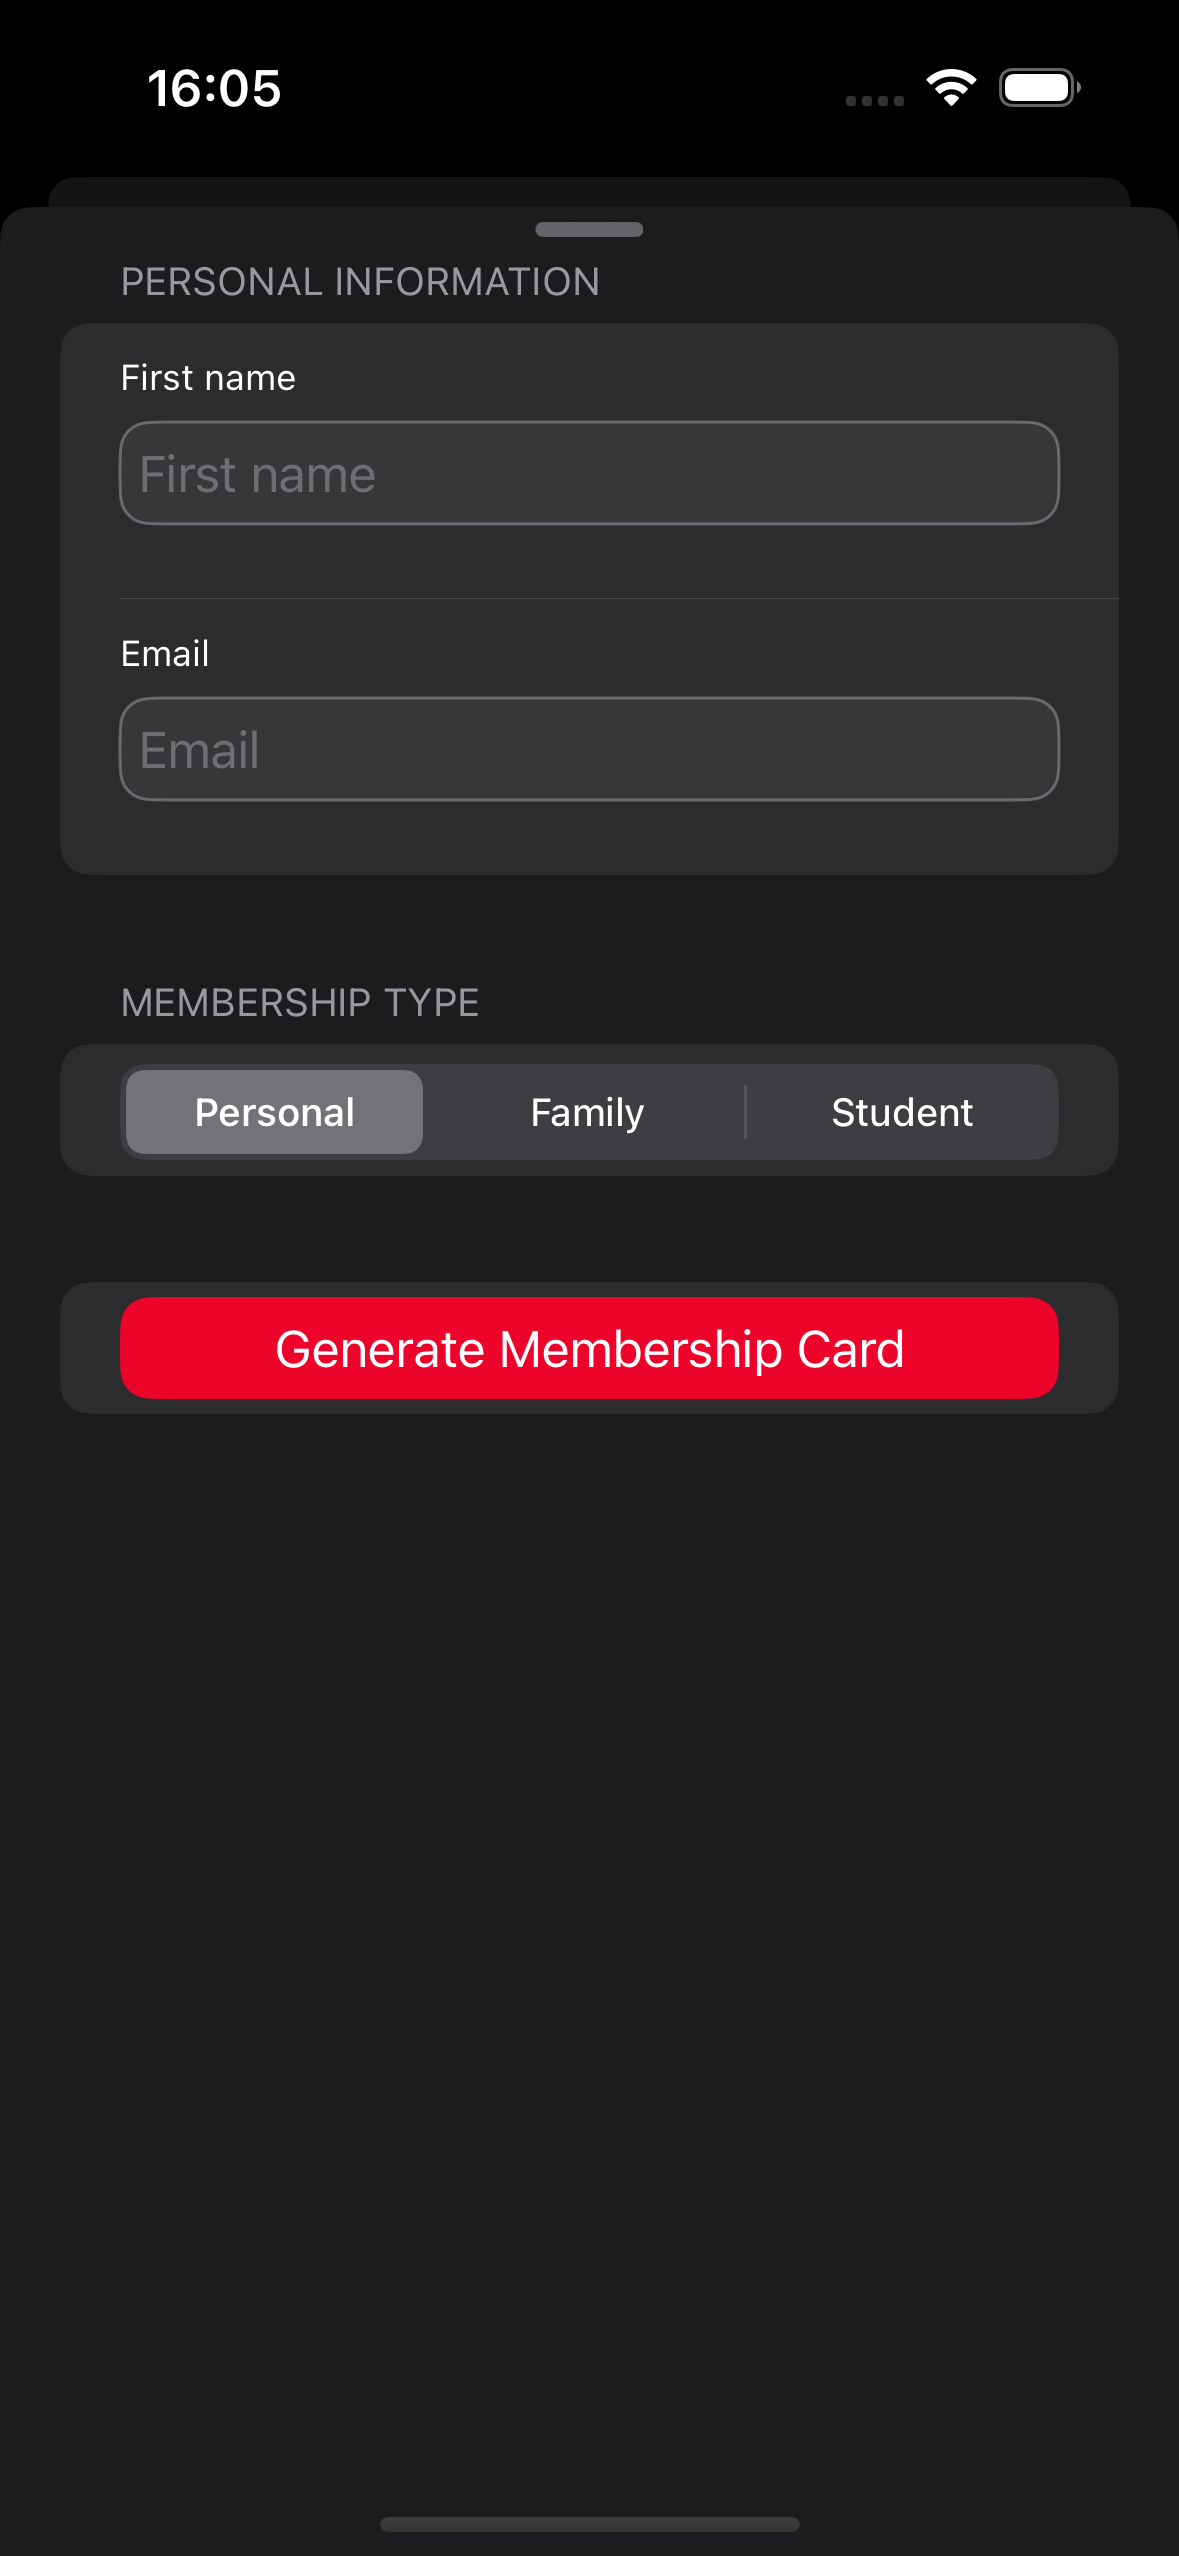 16:05
PERSONAL INFORMATION
First name
First name
Email
Email
MEMBERSHIP TYPE
Personal Family Student
Generate Membership Card